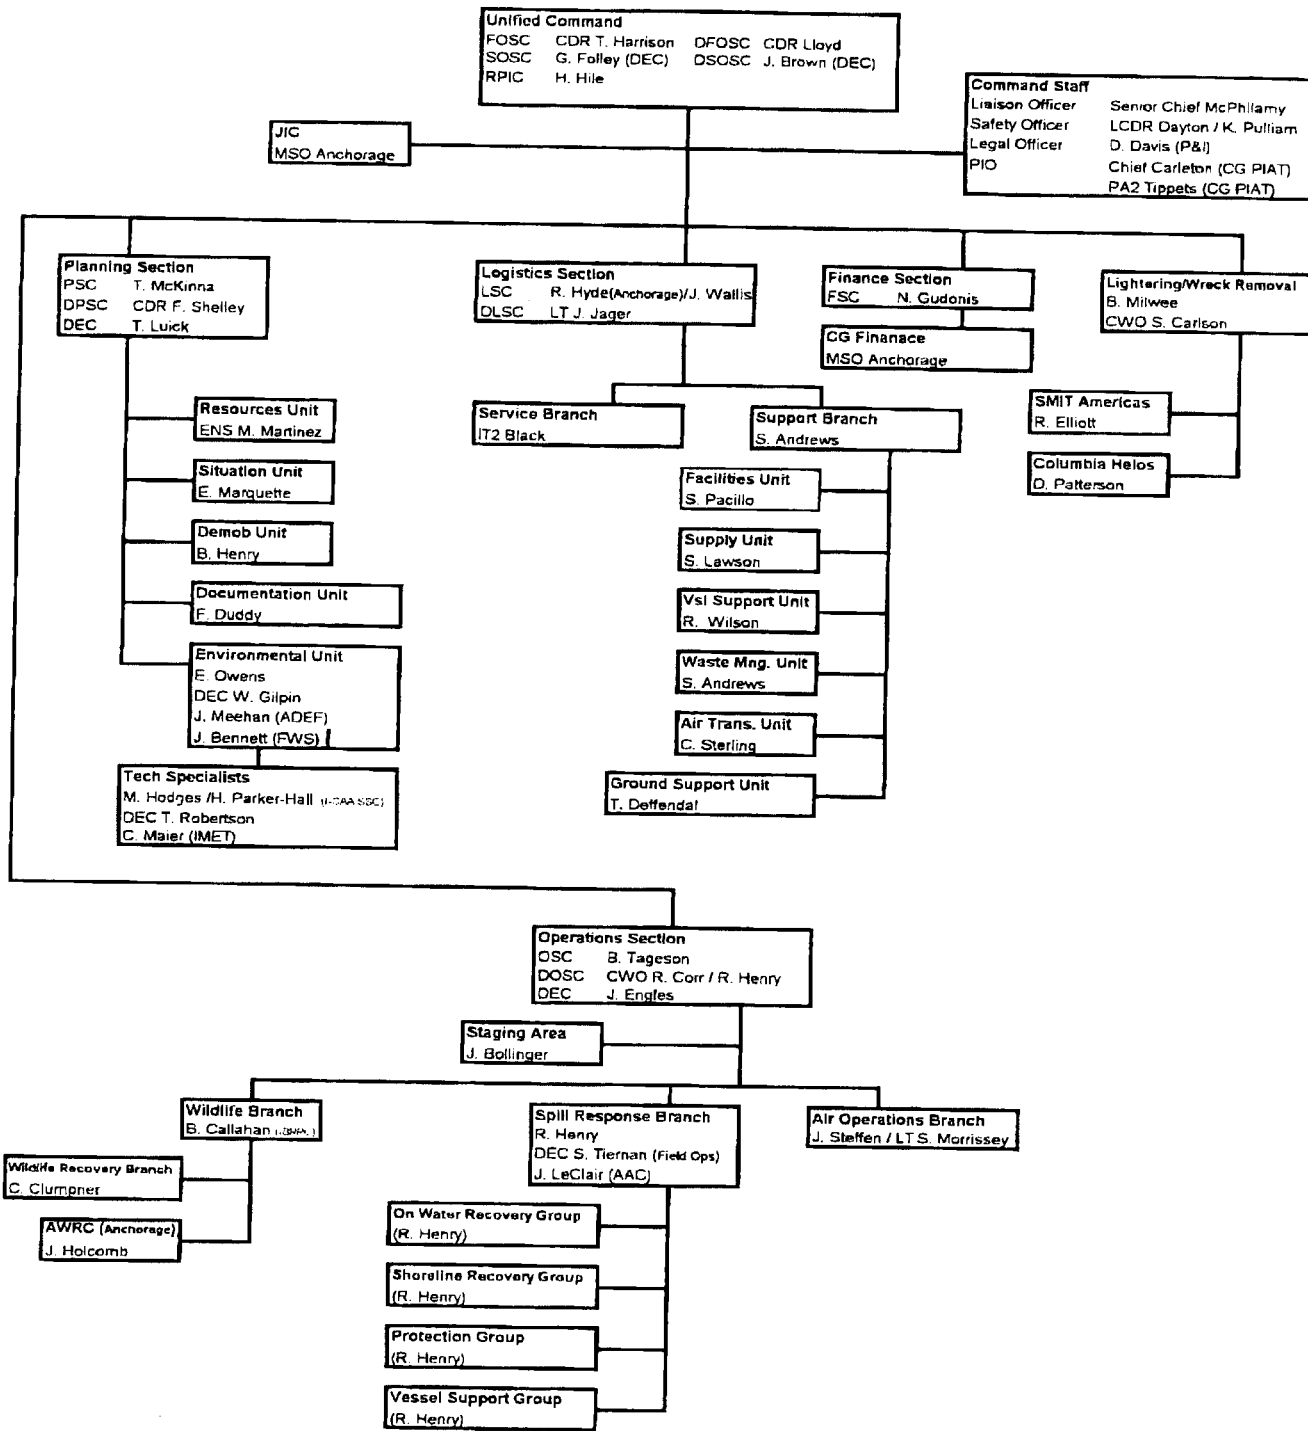 Unified Command
FOSC CDR T. Harrison DFOSC CDR Lloyd
SOSC G. Folley (DEC) DSOSC J. Brown (DEC)
RPIC H. Hile
Command Staff
Liaison Officer Senior Chief McPhilamy
Safety Officer LCDR Dayton / K. Pulliam
Legal Officer D. Davis (P&I)
PIO Chief Carleton (CG PIAT)
PA2 Tippets (CG PIAT)
JIC
MSO Anchorage
Planning Section
PSC T. McKinna
DPSC CDR F. Shelley
DEC T. Luick
Logistics Section
LSC R. Hyde(Anchorage)/J. Wallis
DLSC LT J. Jager
Finance Section
FSC N. Gudonis
CG Finanace
MSO Anchorage
Lightering/Wreck Removal
B. Milwee
CWO S. Carlson
SMIT Americas
R. Elliott
Columbia Helos
D. Patterson
Resources Unit
ENS M. Martinez
Situation Unit
E. Marquette
Demob Unit
B. Henry
Documentation Unit
F. Duddy
Environmental Unit
E. Owens
DEC W. Gilpin
J. Meehan (ADEF)
J. Bennett (FWS)
Tech Specialists
M. Hodges /H. Parker-Hall
DEC T. Robertson
C. Maier (IMET)
Service Branch
IT2 Black
Support Branch
S. Andrews
Facilities Unit
S. Pacillo
Supply Unit
S. Lawson
Vsl Support Unit
R. Wilson
Waste Mng. Unit
S. Andrews
Air Trans. Unit
C. Sterling
Ground Support Unit
T. Deffendal
Operations Section
OSC B. Tageson
DOSC CWO R. Corr / R. Henry
DEC J. Engles
Staging Area
J. Bollinger
Wildlife Branch
B. Callahan
Wildlife Recovery Branch
C. Clumpner
AWRC (Anchorage)
J. Holcomb
Spill Response Branch
R. Henry
DEC S. Tiernan (Field Ops)
J. LeClair (AAC)
Air Operations Branch
J. Steffen / LT S. Morrissey
On Water Recovery Group
(R. Henry)
Shoreline Recovery Group
(R. Henry)
Protection Group
(R. Henry)
Vessel Support Group
(R. Henry)